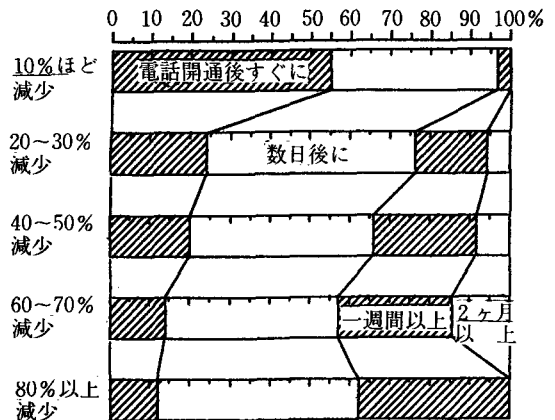 0 10 20 30 40 50 60 70 80 90 100%
10%ほど
減少
電話開通後すぐに
20~30%
減少
数日後に
40~50%
減少
60~70%
減少
一週間以上
2ヶ月
以上
80%以上
減少